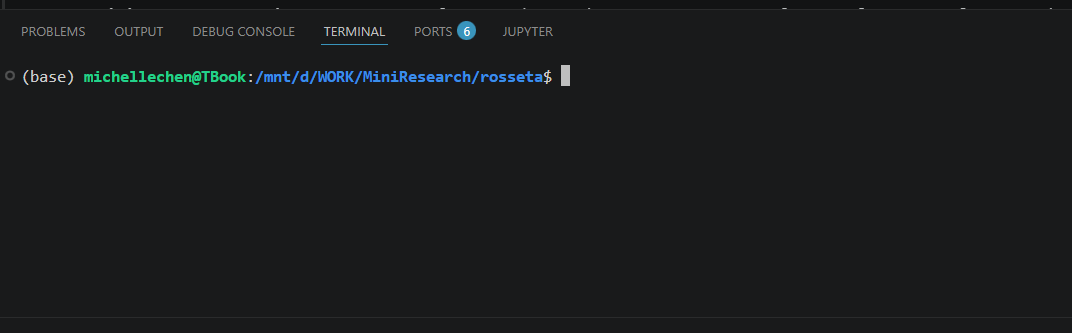 PROBLEMS OUTPUT DEBUG CONSOLE TERMINAL PORTS 6 JUPYTER
(base) michellechen@TBook:/mnt/d/WORK/MiniResearch/rosseta$